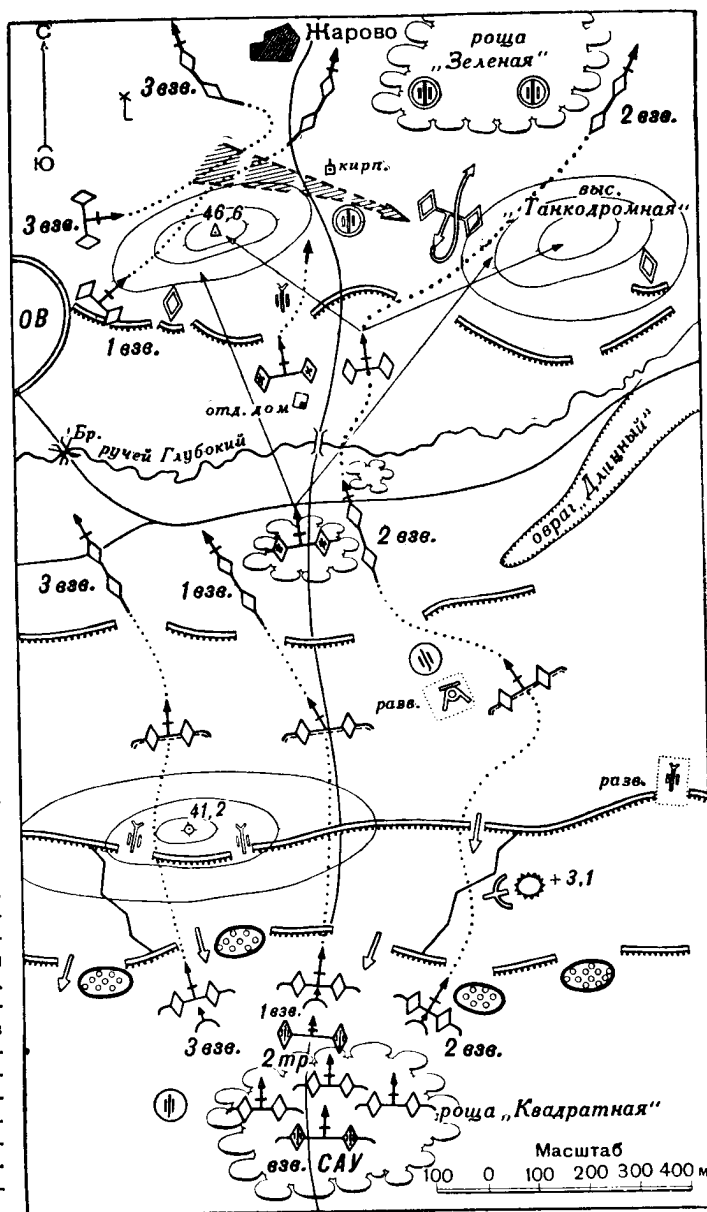 С
Жарово
роща
„Зеленая“
3 взв.
2 взв.
Ю
кирп.
выс.
„Танкодромная“
3 взв.
46,6
ОВ
1 взв.
отд. дом
Бр.
ручей Глубокий
овраг „Длинный“
2 взв.
3 взв.
1 взв.
разв.
разв.
41,2
+3,1
1 взв.
3 взв.
2 тр.
2 взв.
роща „Квадратная“
взв. САУ
Масштаб
100 0 100 200 300 400 м